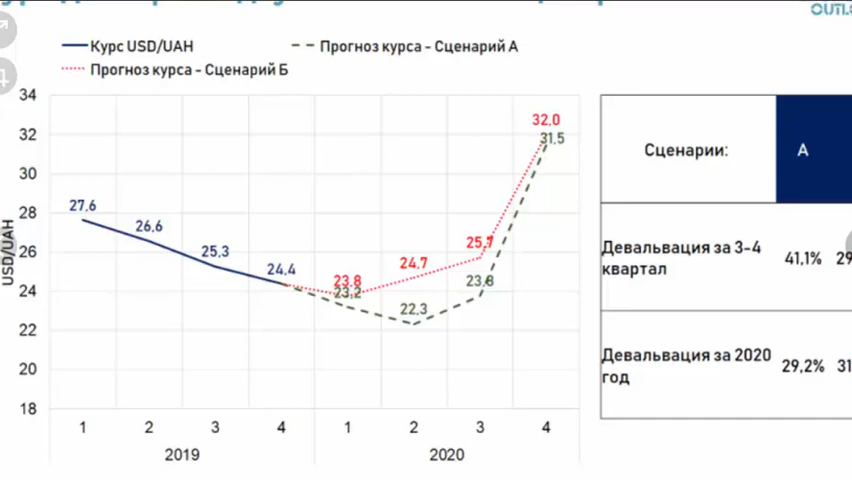 OUTL
Курс USD/UAH
Прогноз курса - Сценарий А
Прогноз курса - Сценарий Б
34
32
30
28
26
24
22
20
18
USD/UAH
27,6
26,6
25,3
24,4
23,8
23,2
24,7
22,3
25,7
23,8
32,0
31,5
1 2 3 4 1 2 3 4
2019 2020
Сценарии: А
Девальвация за 3-4
квартал
41,1% 29
Девальвация за 2020
год
29,2% 31